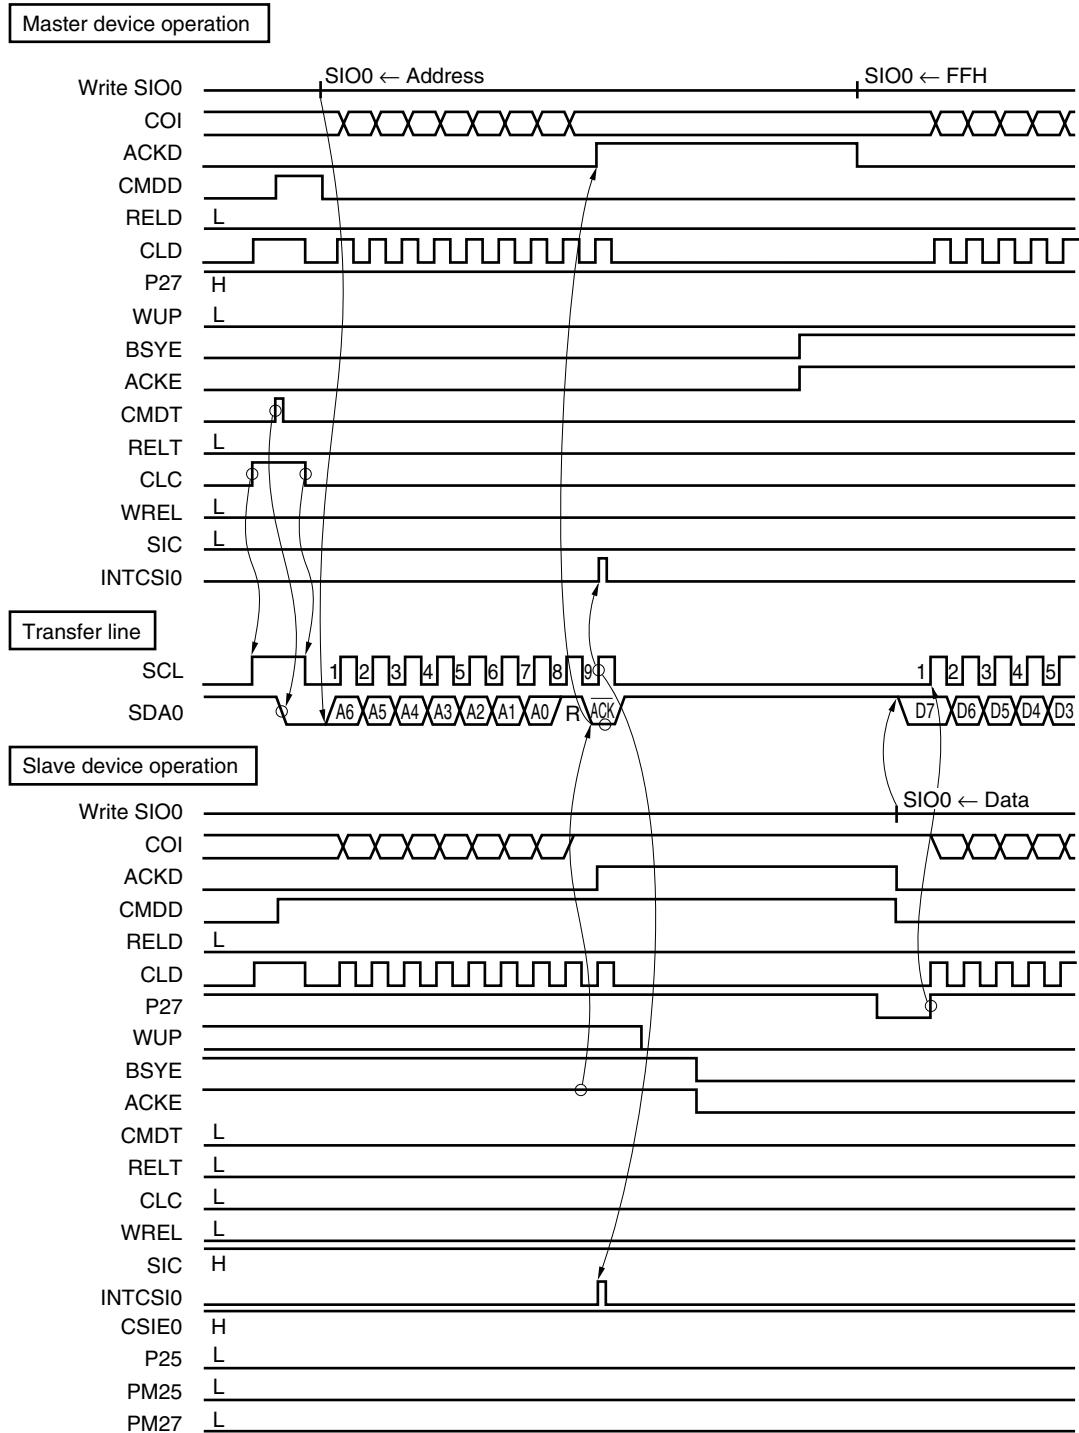 Master device operation
Write SIO0 SIO0 ← Address SIO0 ← FFH
COI
ACKD
CMDD
RELD L
CLD
P27 H
WUP L
BSYE
ACKE
CMDT
RELT L
CLC
WREL L
SIC L
INTCSI0
Transfer line
SCL 1 2 3 4 5 6 7 8 9 1 2 3 4 5
SDA0 A6 A5 A4 A3 A2 A1 A0 R ACK D7 D6 D5 D4 D3
Slave device operation
Write SIO0 SIO0 ← Data
COI
ACKD
CMDD
RELD L
CLD
P27
WUP
BSYE
ACKE
CMDT L
RELT L
CLC L
WREL L
SIC H
INTCSI0
CSIE0 H
P25 L
PM25 L
PM27 L